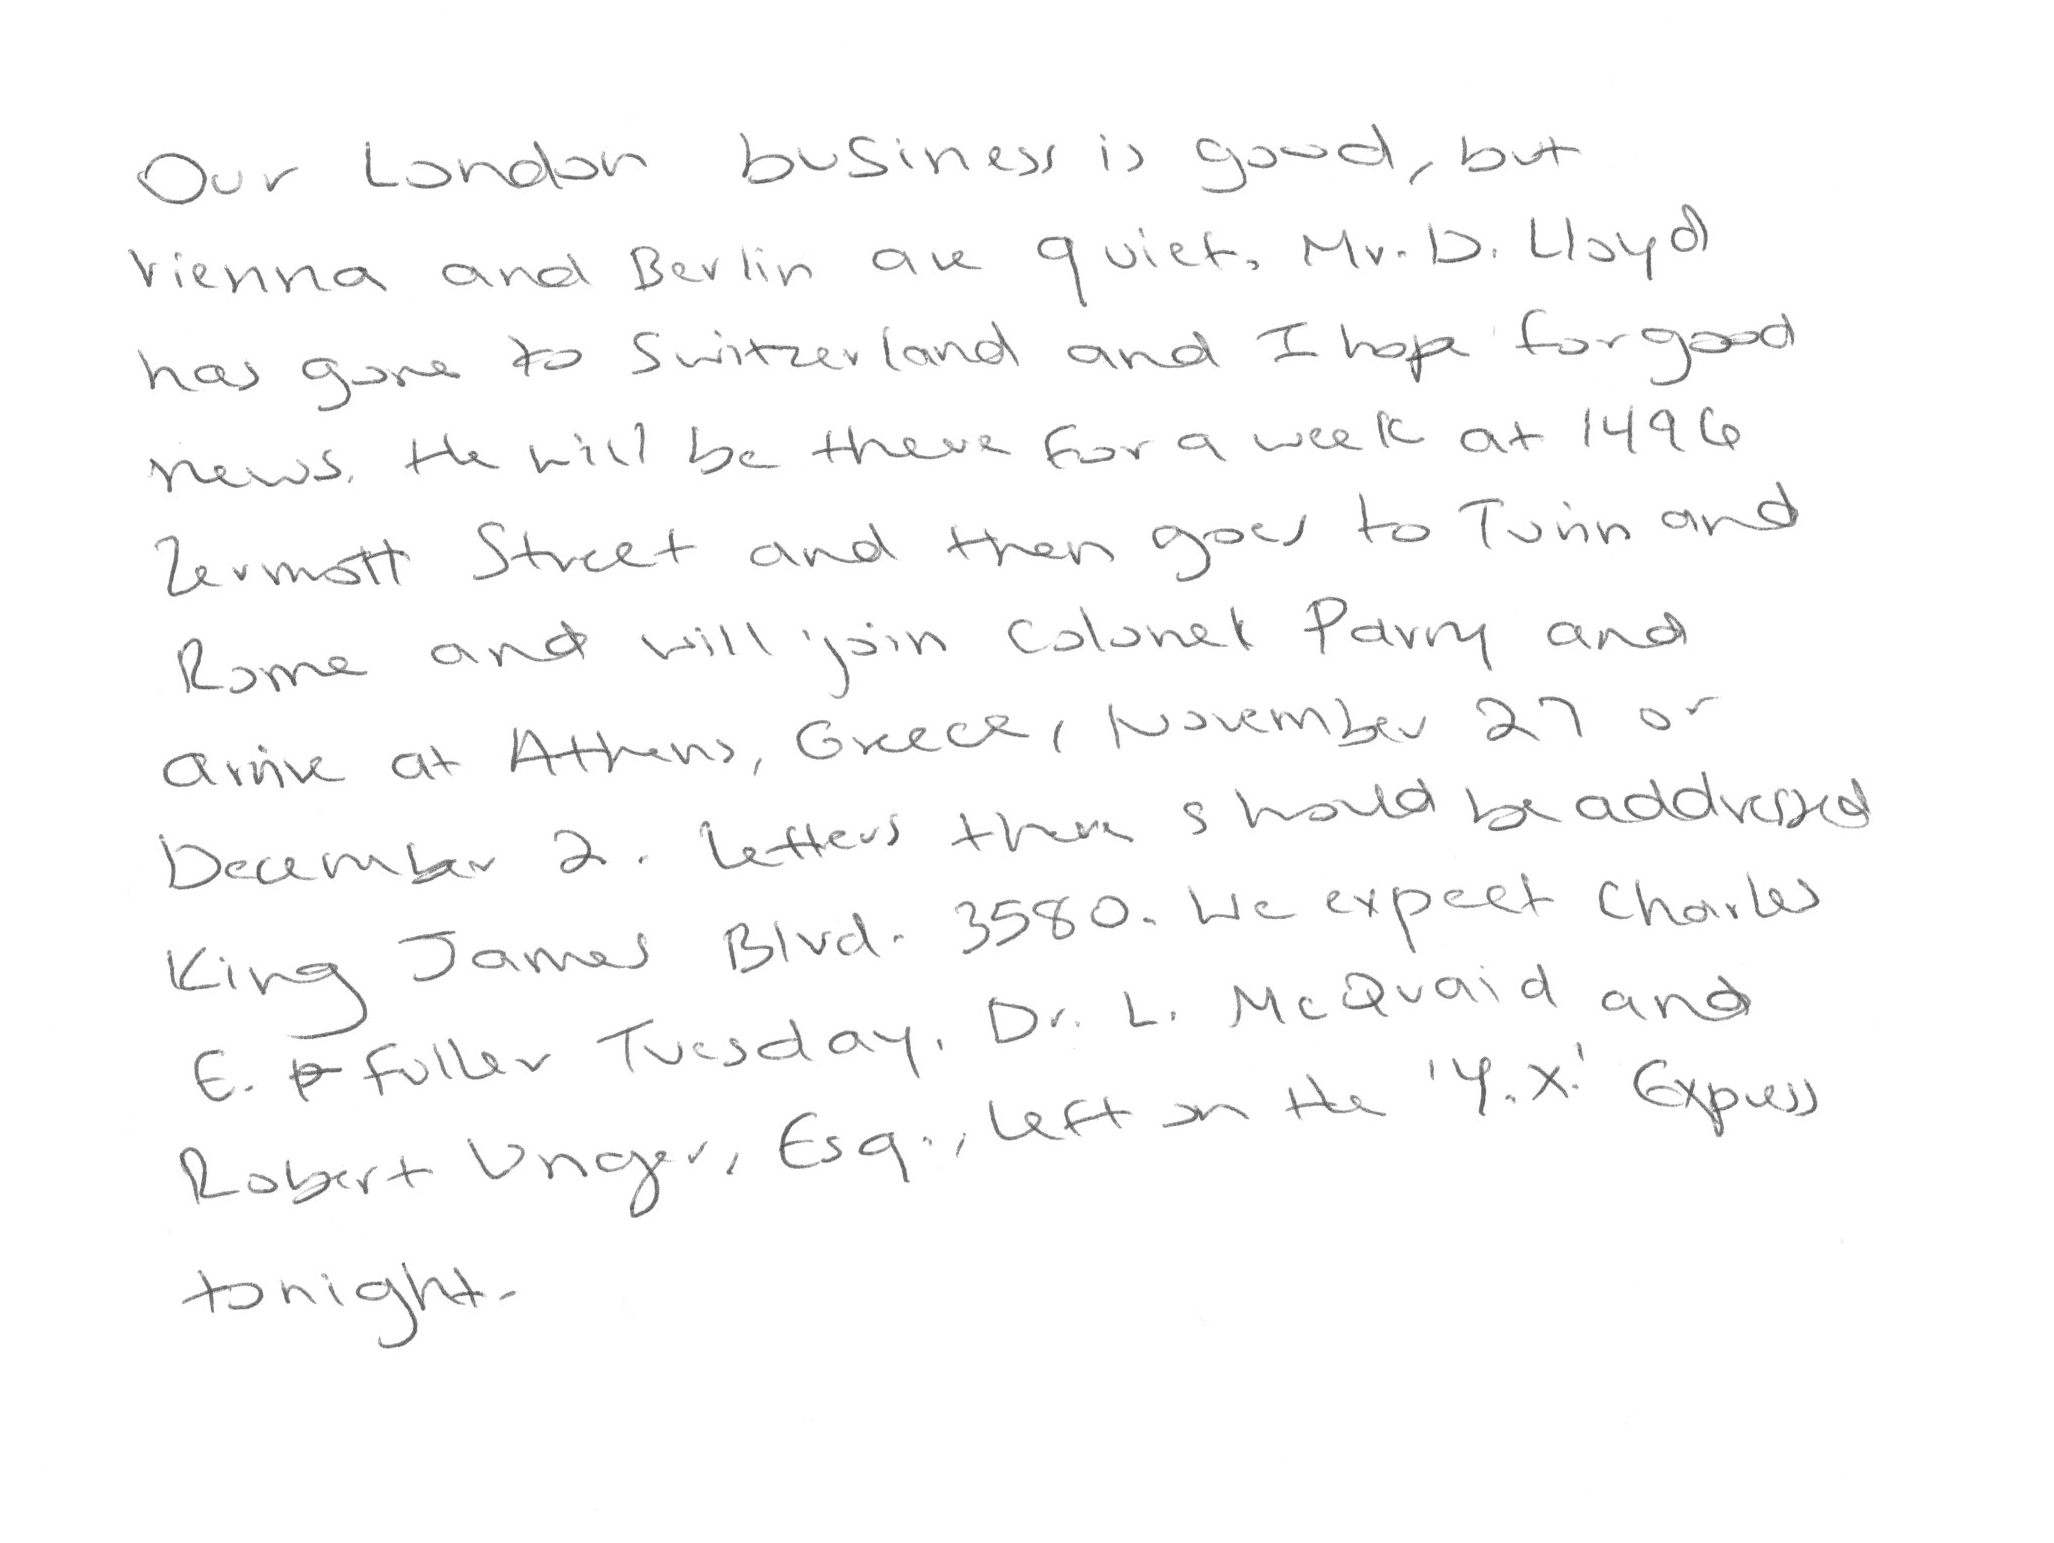 Our London business is good, but
Vienna and Berlin are quiet. Mr. D. Lloyd
has gone to Switzerland and I hope for good
news. He will be there for a week at 1496
Zermott Street and then goes to Turin and
Rome and will join Colonel Parry and
arrive at Athens, Greece, November 27 or
December 2. Letters there should be addressed
King James Blvd. 3580. We expect Charles
E. Fuller Tuesday. Dr. L. McQuaid and
Robert Unger, Esq., left on the 'Y.X.' Express
tonight.